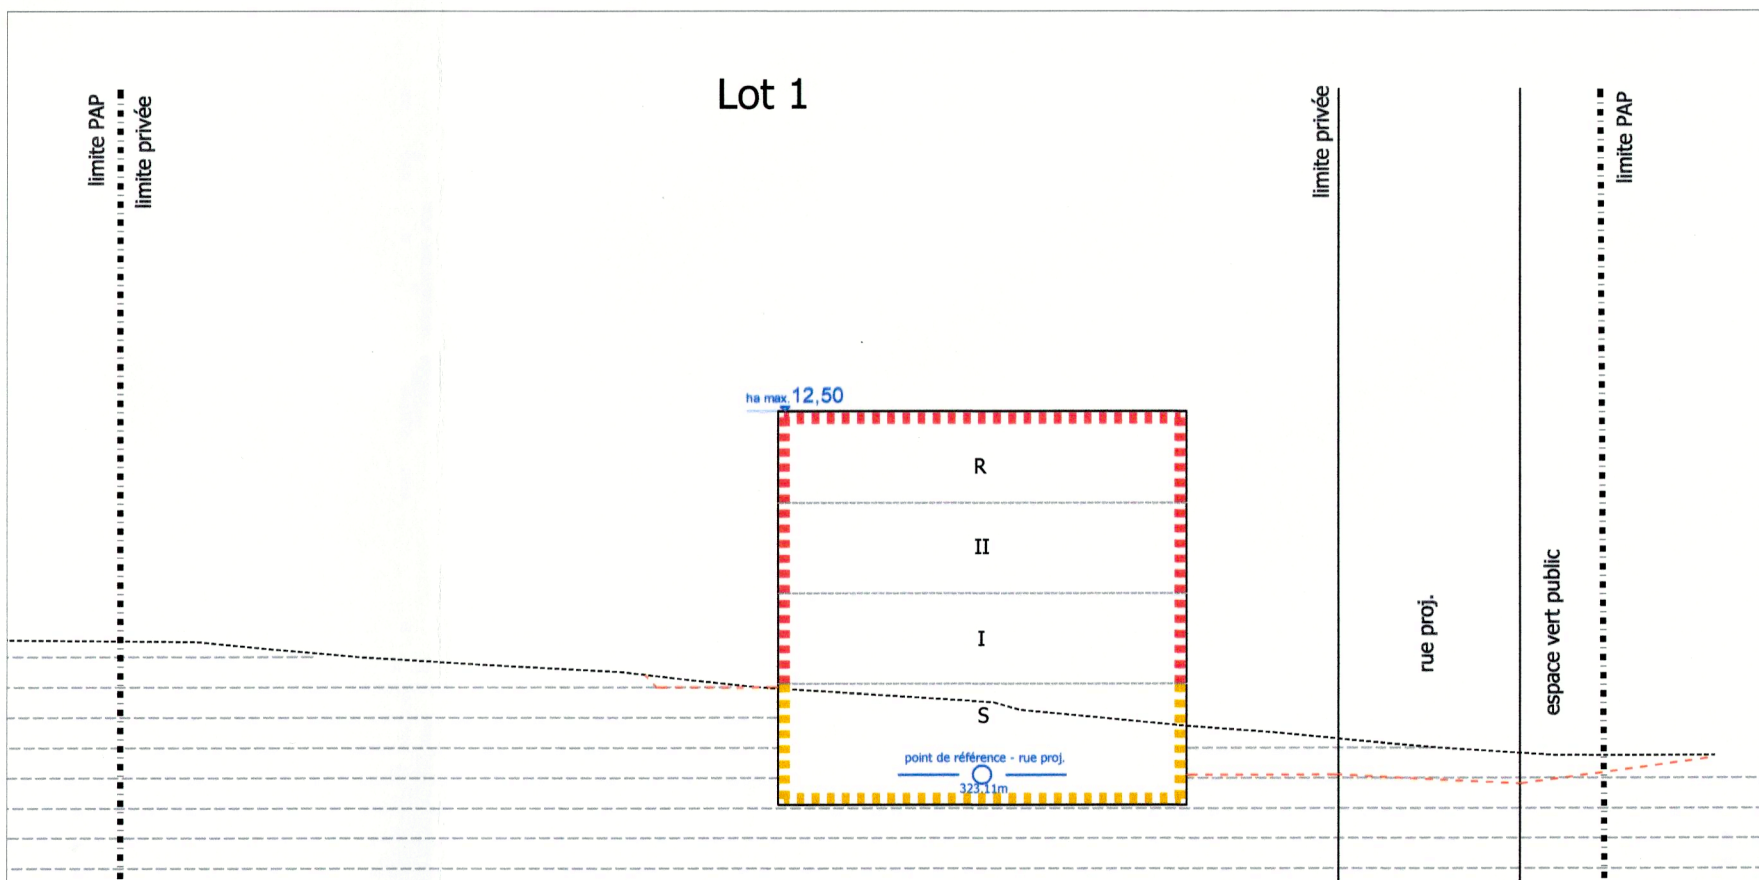 Lot 1
limite PAP
limite privée
limite privée
limite PAP
ha max. 12,50
R
II
I
S
rue proj.
espace vert public
point de référence - rue proj.
323.11m